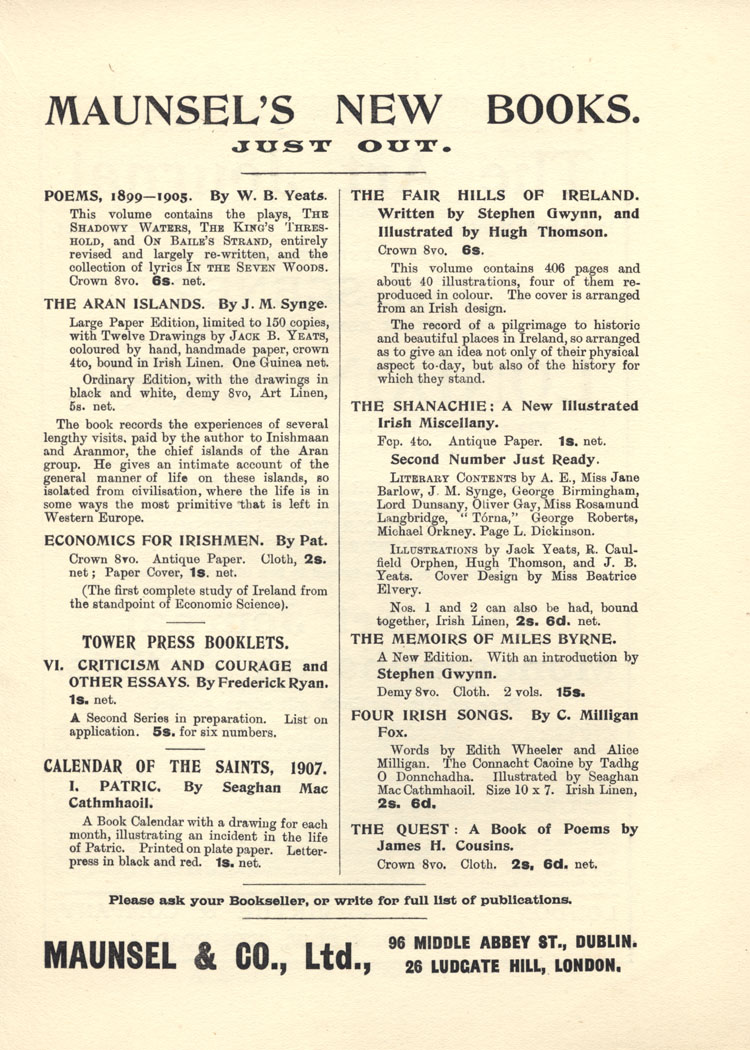 MAUNSEL'S NEW BOOKS.
JUST OUT.
POEMS, 1899—1905. By W. B. Yeats.
This volume contains the plays, THE
SHADOWY WATERS, THE KING'S THRES-
HOLD, and ON BAILE'S STRAND, entirely
revised and largely re-written, and the
collection of lyrics IN THE SEVEN WOODS.
Crown 8vo. 6s. net.
THE ARAN ISLANDS. By J. M. Synge.
Large Paper Edition, limited to 150 copies,
with Twelve Drawings by JACK B. YEATS,
coloured by hand, handmade paper, crown
4to, bound in Irish Linen. One Guinea net.
Ordinary Edition, with the drawings in
black and white, demy 8vo, Art Linen,
5s. net.
The book records the experiences of several
lengthy visits. paid by the author to Inishmaan
and Aranmor, the chief islands of the Aran
group. He gives an intimate account of the
general manner of life on these islands, so
isolated from civilisation, where the life is in
some ways the most primitive that is left in
Western Europe.
ECONOMICS FOR IRISHMEN. By Pat.
Crown 8vo. Antique Paper. Cloth, 2s.
net; Paper Cover, 1s. net.
(The first complete study of Ireland from
the standpoint of Economic Science).
TOWER PRESS BOOKLETS.
VI. CRITICISM AND COURAGE and
OTHER ESSAYS. By Frederick Ryan.
1s. net.
A Second Series in preparation. List on
application. 5s. for six numbers.
CALENDAR OF THE SAINTS, 1907.
I. PATRIC. By Seaghan Mac
Cathmhaoil.
A Book Calendar with a drawing for each
month, illustrating an incident in the life
of Patric. Printed on plate paper. Letter-
press in black and red. 1s. net.
THE FAIR HILLS OF IRELAND.
Written by Stephen Gwynn, and
Illustrated by Hugh Thomson.
Crown 8vo. 6s.
This volume contains 406 pages and
about 40 illustrations, four of them re-
produced in colour. The cover is arranged
from an Irish design.
The record of a pilgrimage to historic
and beautiful places in Ireland, so arranged
as to give an idea not only of their physical
aspect to-day, but also of the history for
which they stand.
THE SHANACHIE: A New Illustrated
Irish Miscellany.
Fcp. 4to. Antique Paper. 1s. net.
Second Number Just Ready.
LITERARY CONTENTS by A. E., Miss Jane
Barlow, J. M. Synge, George Birmingham,
Lord Dunsany, Oliver Gay, Miss Rosamund
Langbridge, "Tórna," George Roberts,
Michael Orkney. Page L. Dickinson.
ILLUSTRATIONS by Jack Yeats, R. Caul-
field Orphen, Hugh Thomson, and J. B.
Yeats. Cover Design by Miss Beatrice
Elvery.
Nos. 1 and 2 can also be had, bound
together, Irish Linen, 2s. 6d. net.
THE MEMOIRS OF MILES BYRNE.
A New Edition. With an introduction by
Stephen Gwynn.
Demy 8vo. Cloth. 2 vols. 15s.
FOUR IRISH SONGS. By C. Milligan
Fox.
Words by Edith Wheeler and Alice
Milligan. The Connacht Caoine by Tadhg
O Donnchadha. Illustrated by Seaghan
Mac Cathmhaoil. Size 10 x 7. Irish Linen,
2s. 6d.
THE QUEST: A Book of Poems by
James H. Cousins.
Crown 8vo. Cloth. 2s, 6d. net.
Please ask your Bookseller, or write for full list of publications.
MAUNSEL & CO., Ltd., 96 MIDDLE ABBEY ST., DUBLIN.
26 LUDGATE HILL, LONDON.